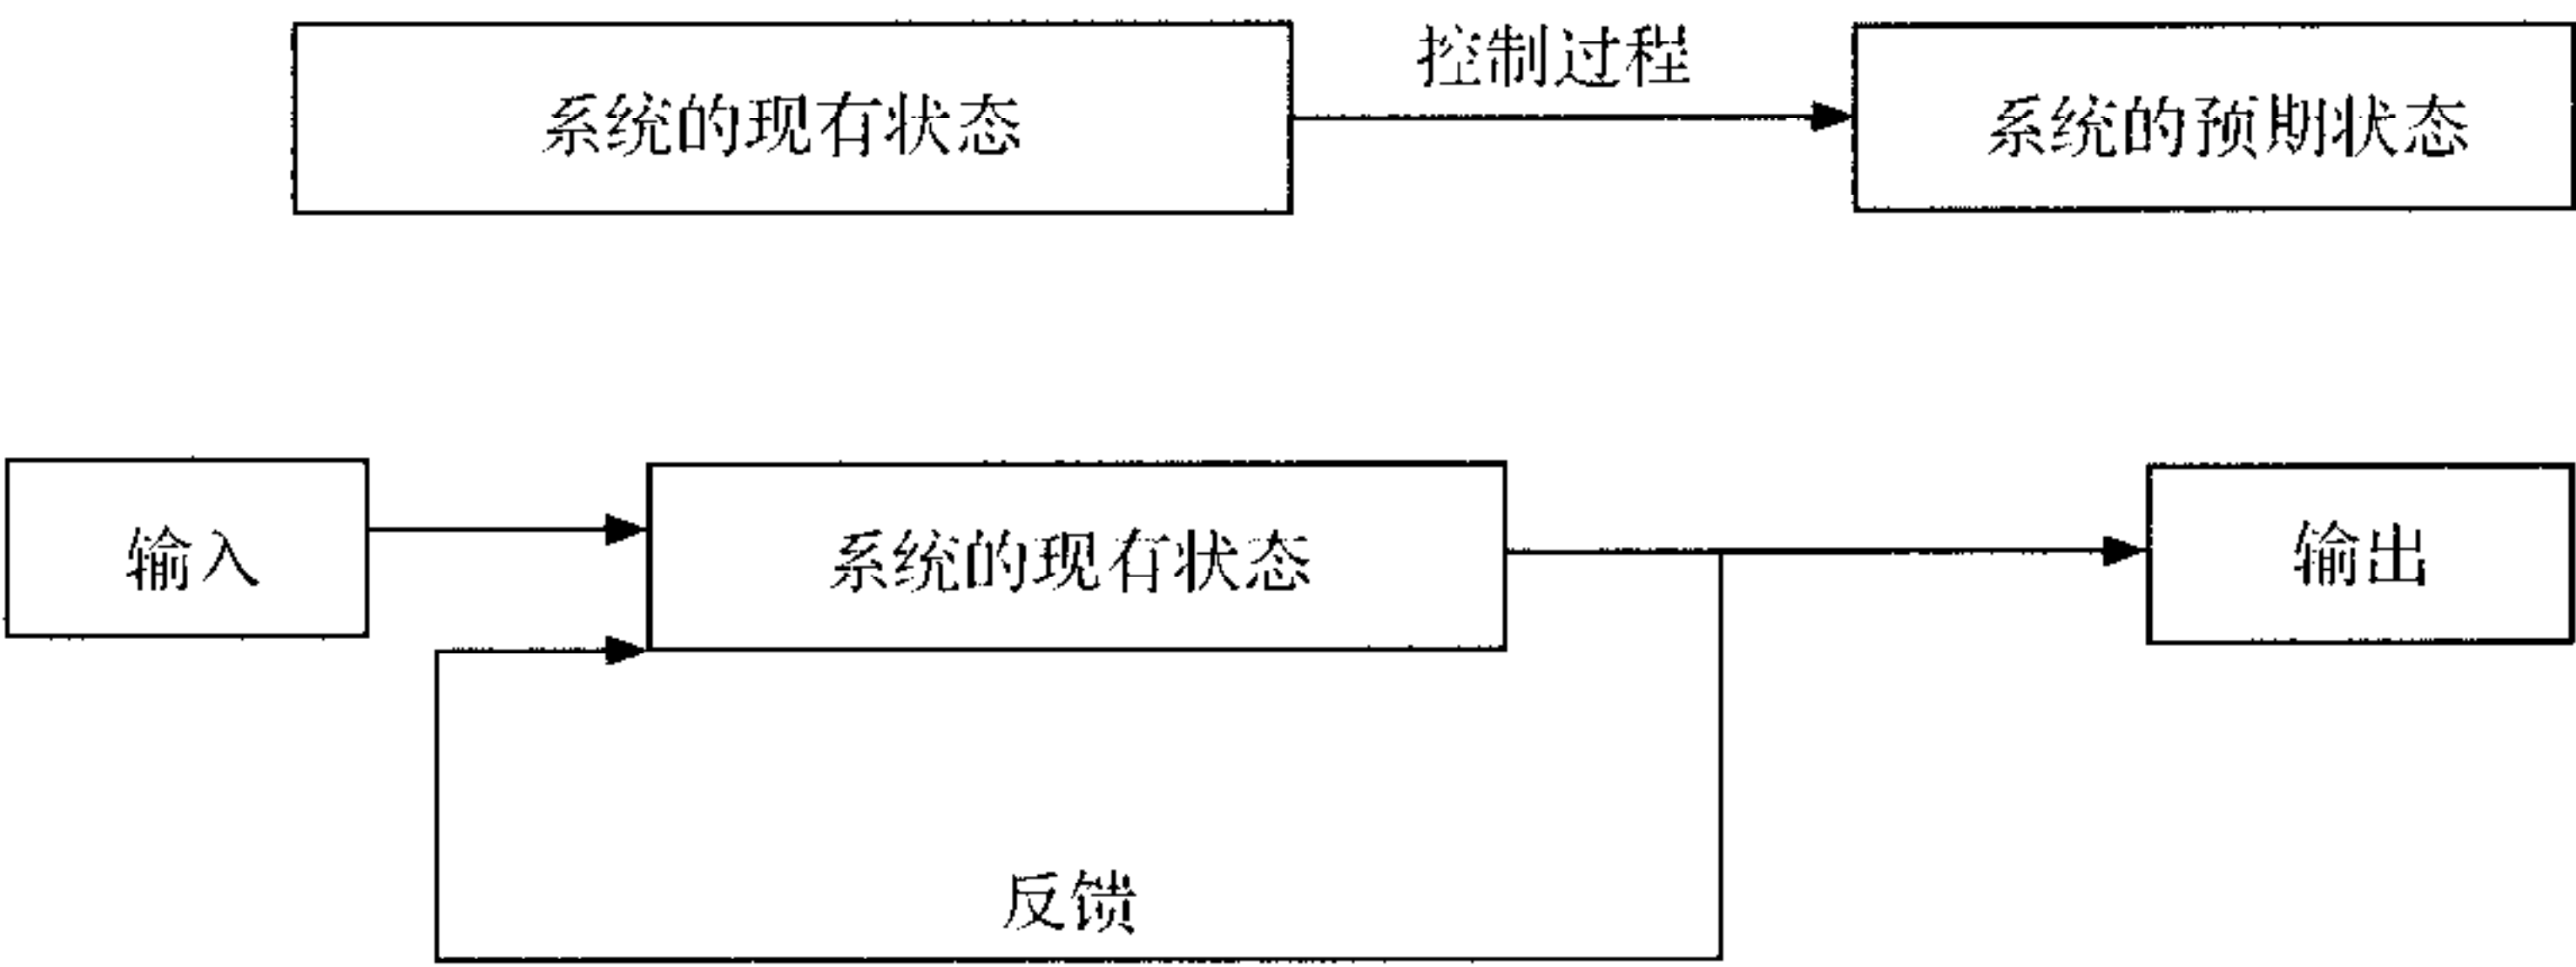 系统的现有状态
控制过程
系统的预期状态
输入
系统的现有状态
输出
反馈